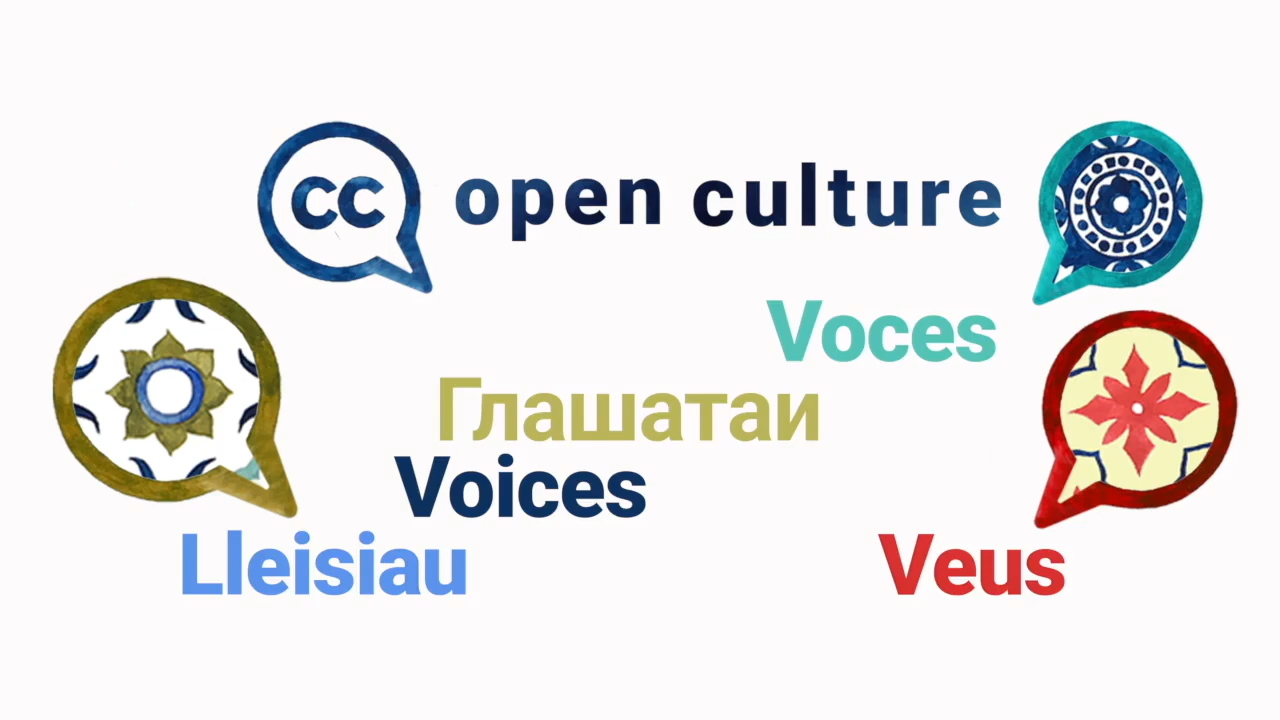 cc open culture
Voces
Глашатаи
Voices
Lleisiau
Veus